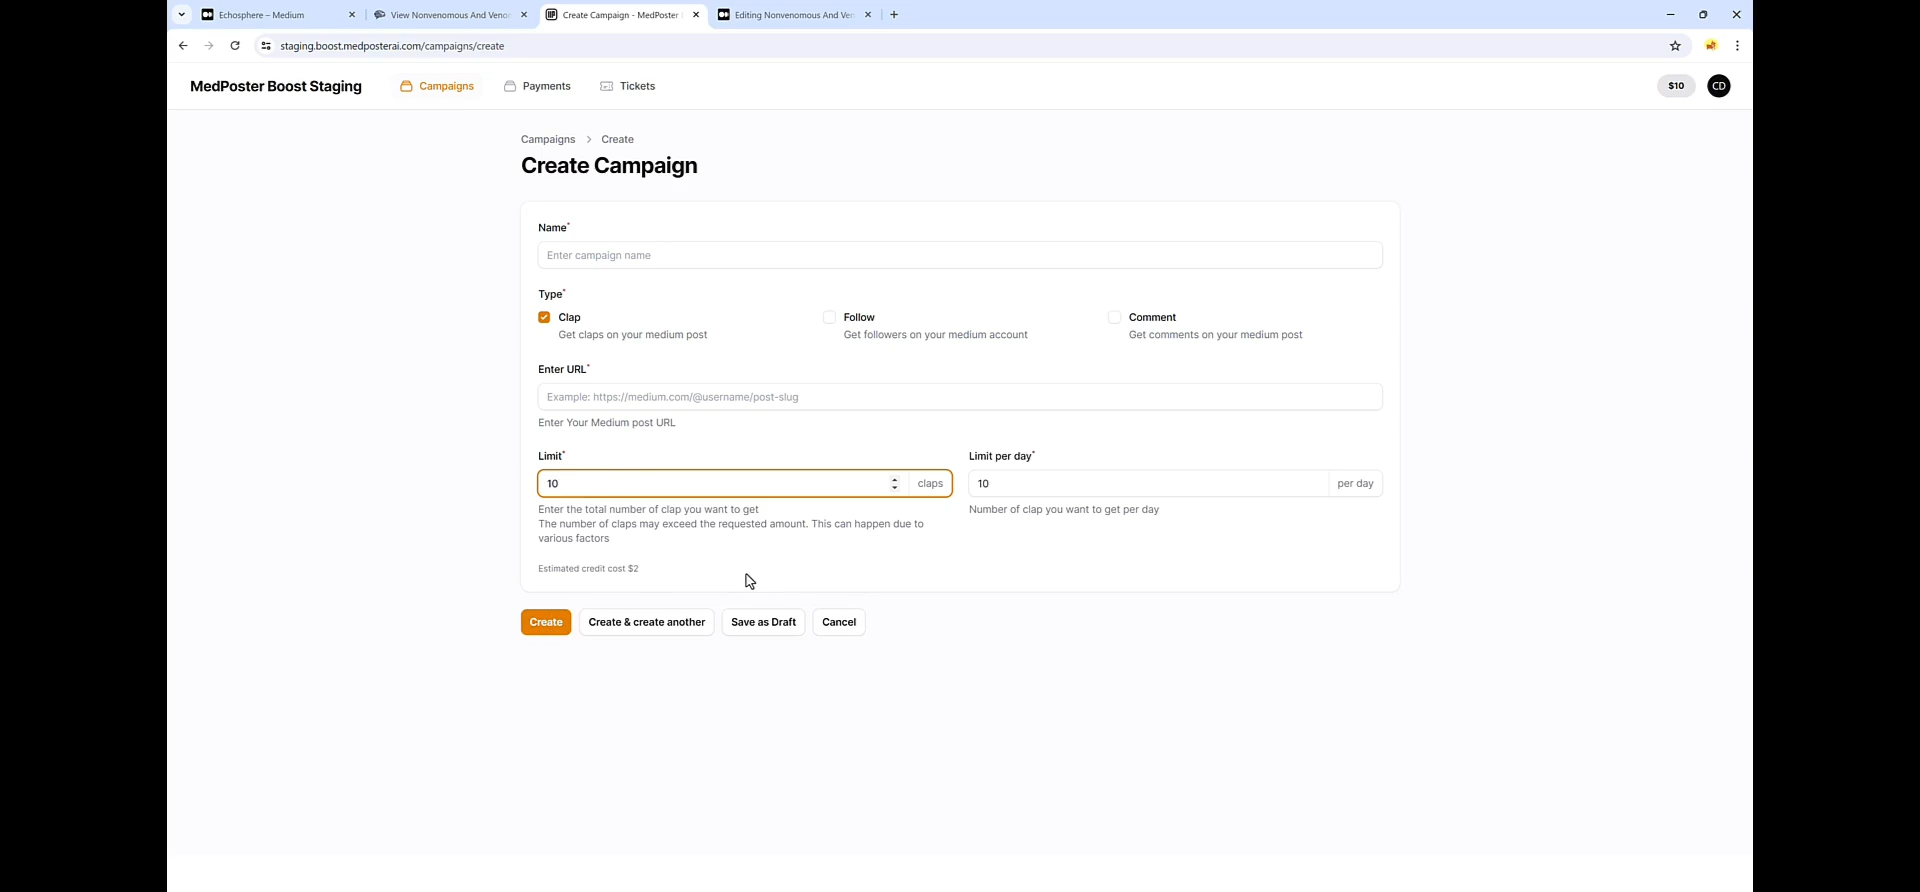 Echosphere – Medium
View Nonvenomous And Veno
Create Campaign - MedPoster
Editing Nonvenomous And Ve
staging.boost.medposterai.com/campaigns/create
MedPoster Boost Staging
Campaigns
Payments
Tickets
$10
CD
Campaigns > Create
Create Campaign
Name*
Enter campaign name
Type*
Clap
Get claps on your medium post
Follow
Get followers on your medium account
Comment
Get comments on your medium post
Enter URL*
Example: https://medium.com/@username/post-slug
Enter Your Medium post URL
Limit*
10
claps
Enter the total number of clap you want to get
The number of claps may exceed the requested amount. This can happen due to
various factors
Limit per day*
10
per day
Number of clap you want to get per day
Estimated credit cost $2
Create
Create & create another
Save as Draft
Cancel